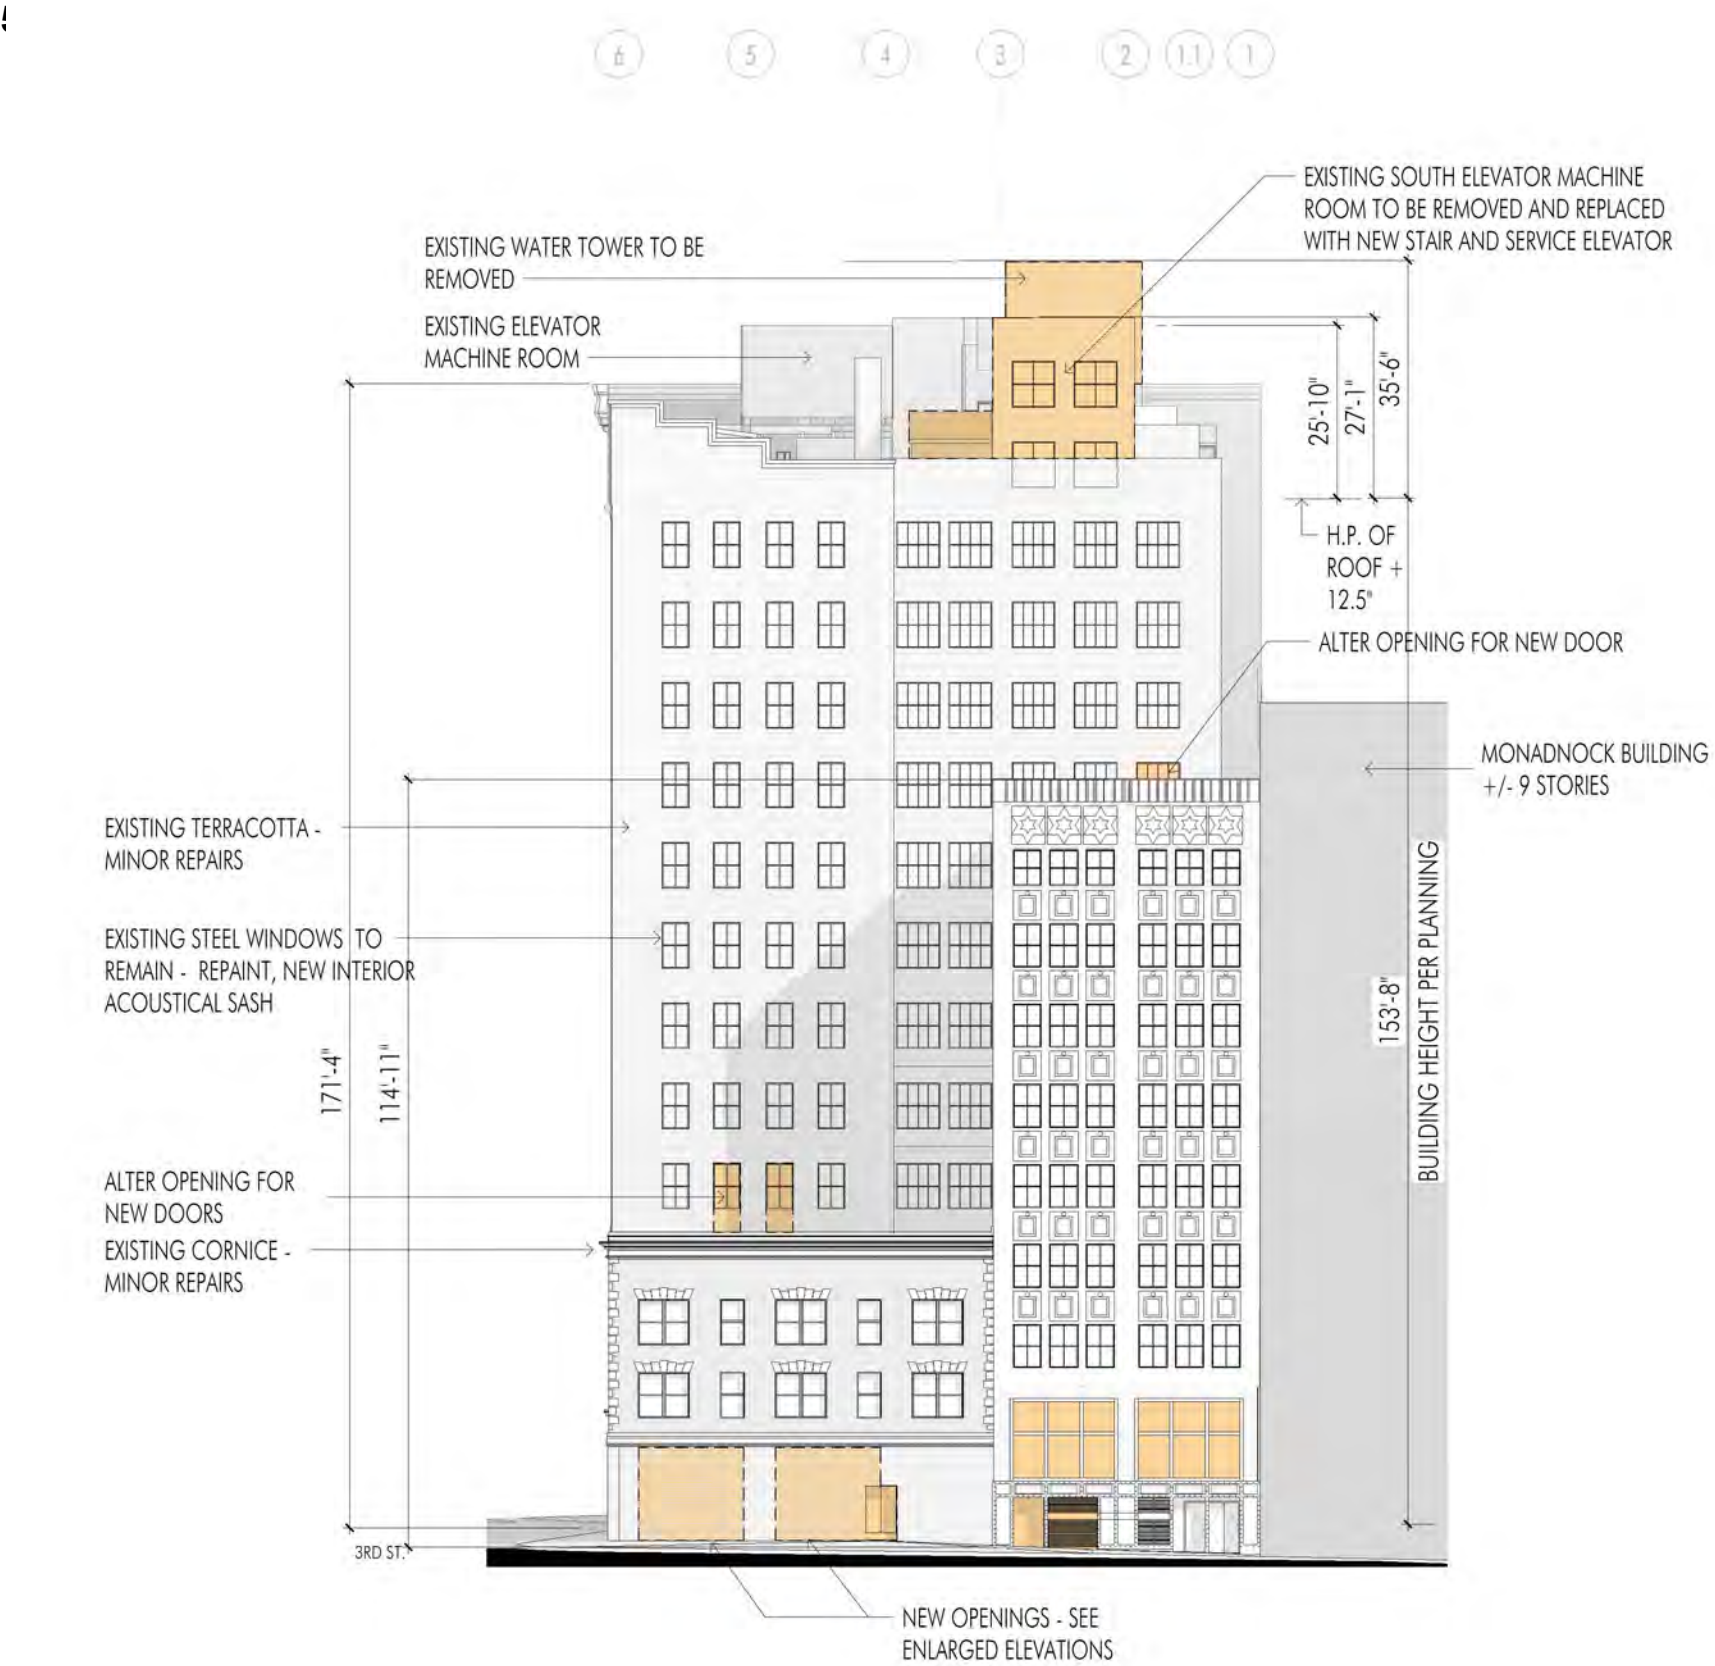 6 5 4 3 2 1.1 1
EXISTING SOUTH ELEVATOR MACHINE
ROOM TO BE REMOVED AND REPLACED
WITH NEW STAIR AND SERVICE ELEVATOR
EXISTING WATER TOWER TO BE
REMOVED
EXISTING ELEVATOR
MACHINE ROOM
25'-10"
27'-1"
35'-6"
H.P. OF
ROOF +
12.5"
ALTER OPENING FOR NEW DOOR
MONADNOCK BUILDING
+/- 9 STORIES
EXISTING TERRACOTTA -
MINOR REPAIRS
EXISTING STEEL WINDOWS TO
REMAIN - REPAINT, NEW INTERIOR
ACOUSTICAL SASH
171'-4"
114'-11"
153'-8"
BUILDING HEIGHT PER PLANNING
ALTER OPENING FOR
NEW DOORS
EXISTING CORNICE -
MINOR REPAIRS
3RD ST.
NEW OPENINGS - SEE
ENLARGED ELEVATIONS